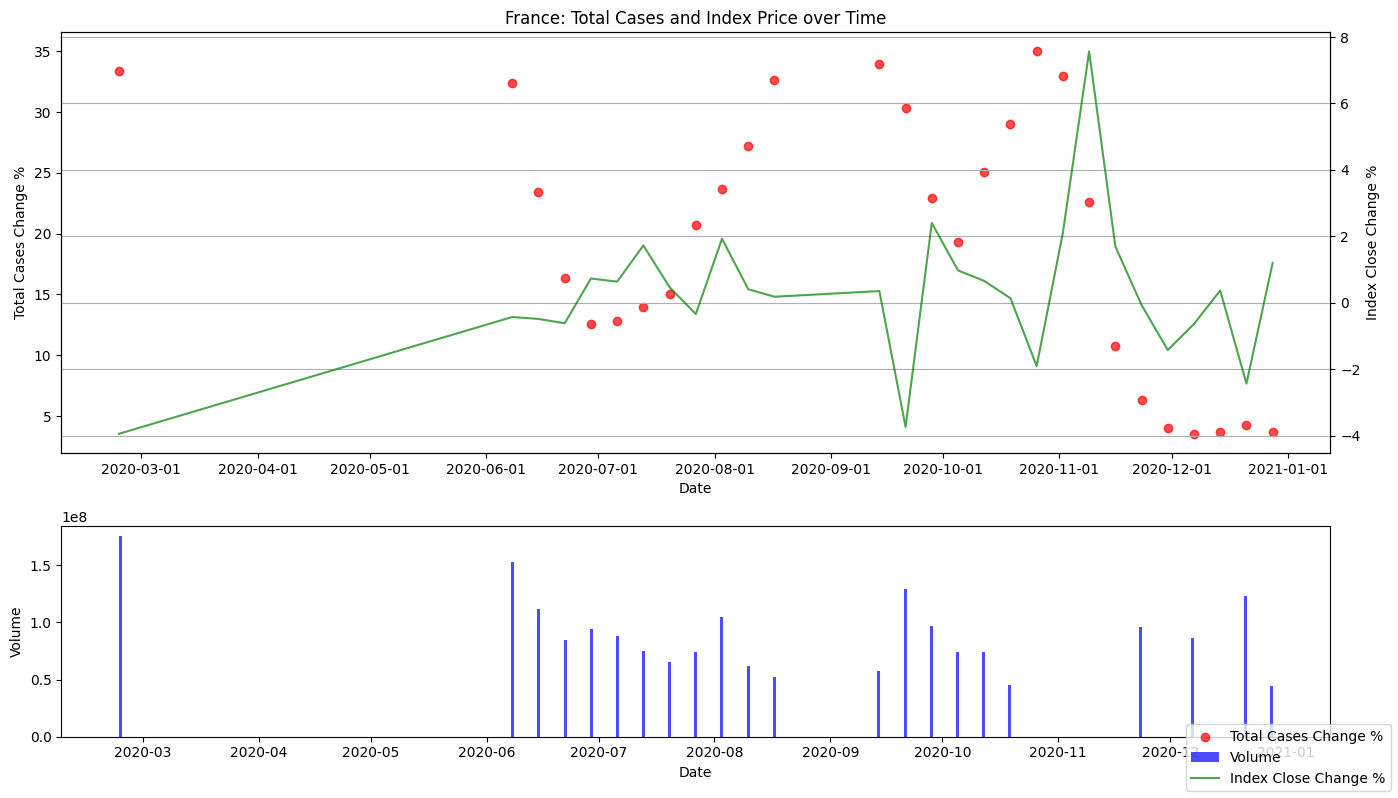 France: Total Cases and Index Price over Time
Total Cases Change %
35
30
25
20
15
10
5
8
6
4
2
0
−2
−4
Index Close Change %
2020-03-01 2020-04-01 2020-05-01 2020-06-01 2020-07-01 2020-08-01 2020-09-01 2020-10-01 2020-11-01 2020-12-01 2021-01-01
Date
1e8
Volume
1.5
1.0
0.5
0.0
2020-03 2020-04 2020-05 2020-06 2020-07 2020-08 2020-09 2020-10 2020-11 2020-12 2021-01
Date
Total Cases Change %
Volume
Index Close Change %